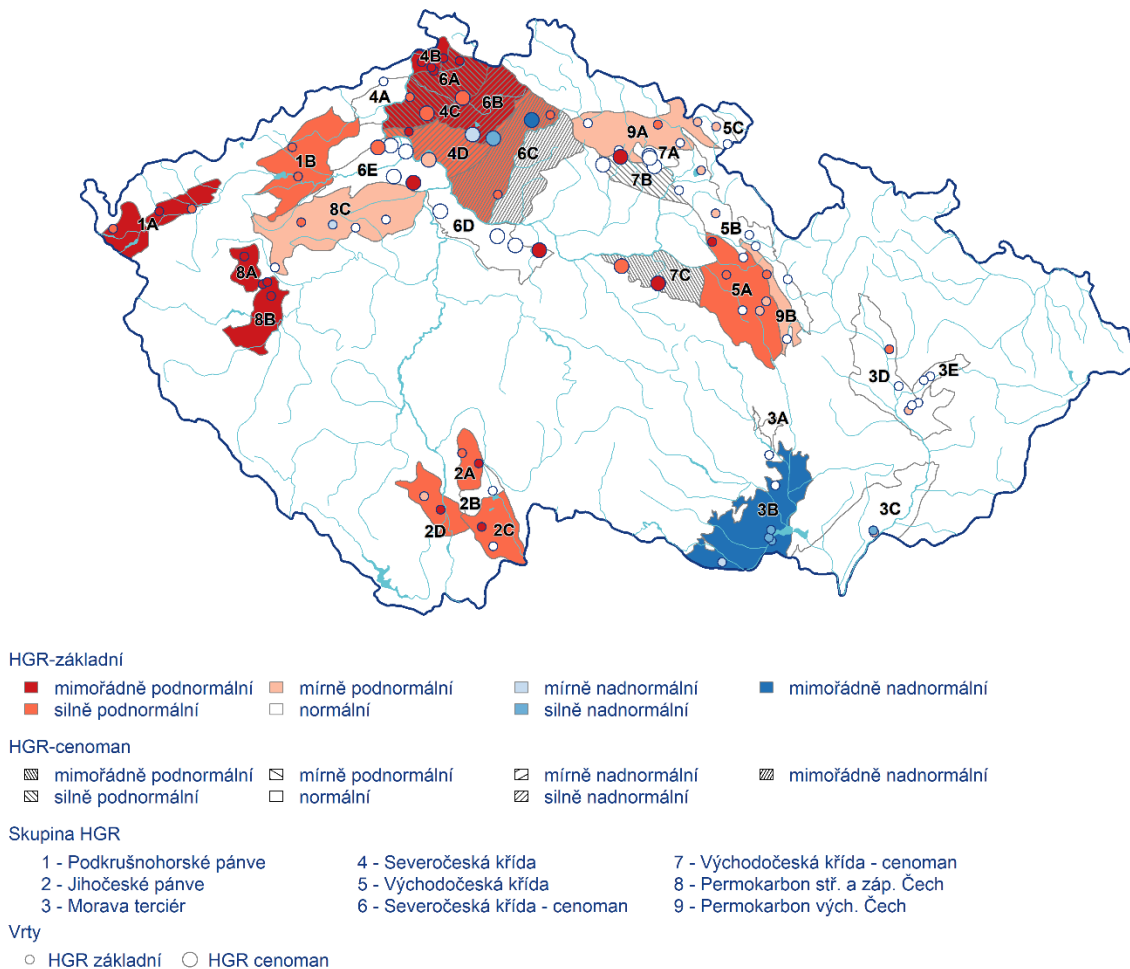 4B
6A
4A
4C
6B
5C
9A
4D
6C
7A
1B
6E
7B
1A
8C
6D
5B
8A
7C
5A
8B
9B
3D
3E
3A
2A
2B
3B
3C
2D
2C
HGR-základní
mimořádně podnormální
mírně podnormální
mírně nadnormální
mimořádně nadnormální
silně podnormální
normální
silně nadnormální
HGR-cenoman
mimořádně podnormální
mírně podnormální
mírně nadnormální
mimořádně nadnormální
silně podnormální
normální
silně nadnormální
Skupina HGR
1 - Podkrušnohorské pánve
4 - Severočeská křída
7 - Východočeská křída - cenoman
2 - Jihočeské pánve
5 - Východočeská křída
8 - Permokarbon stř. a záp. Čech
3 - Morava terciér
6 - Severočeská křída - cenoman
9 - Permokarbon vých. Čech
Vrty
HGR základní
HGR cenoman